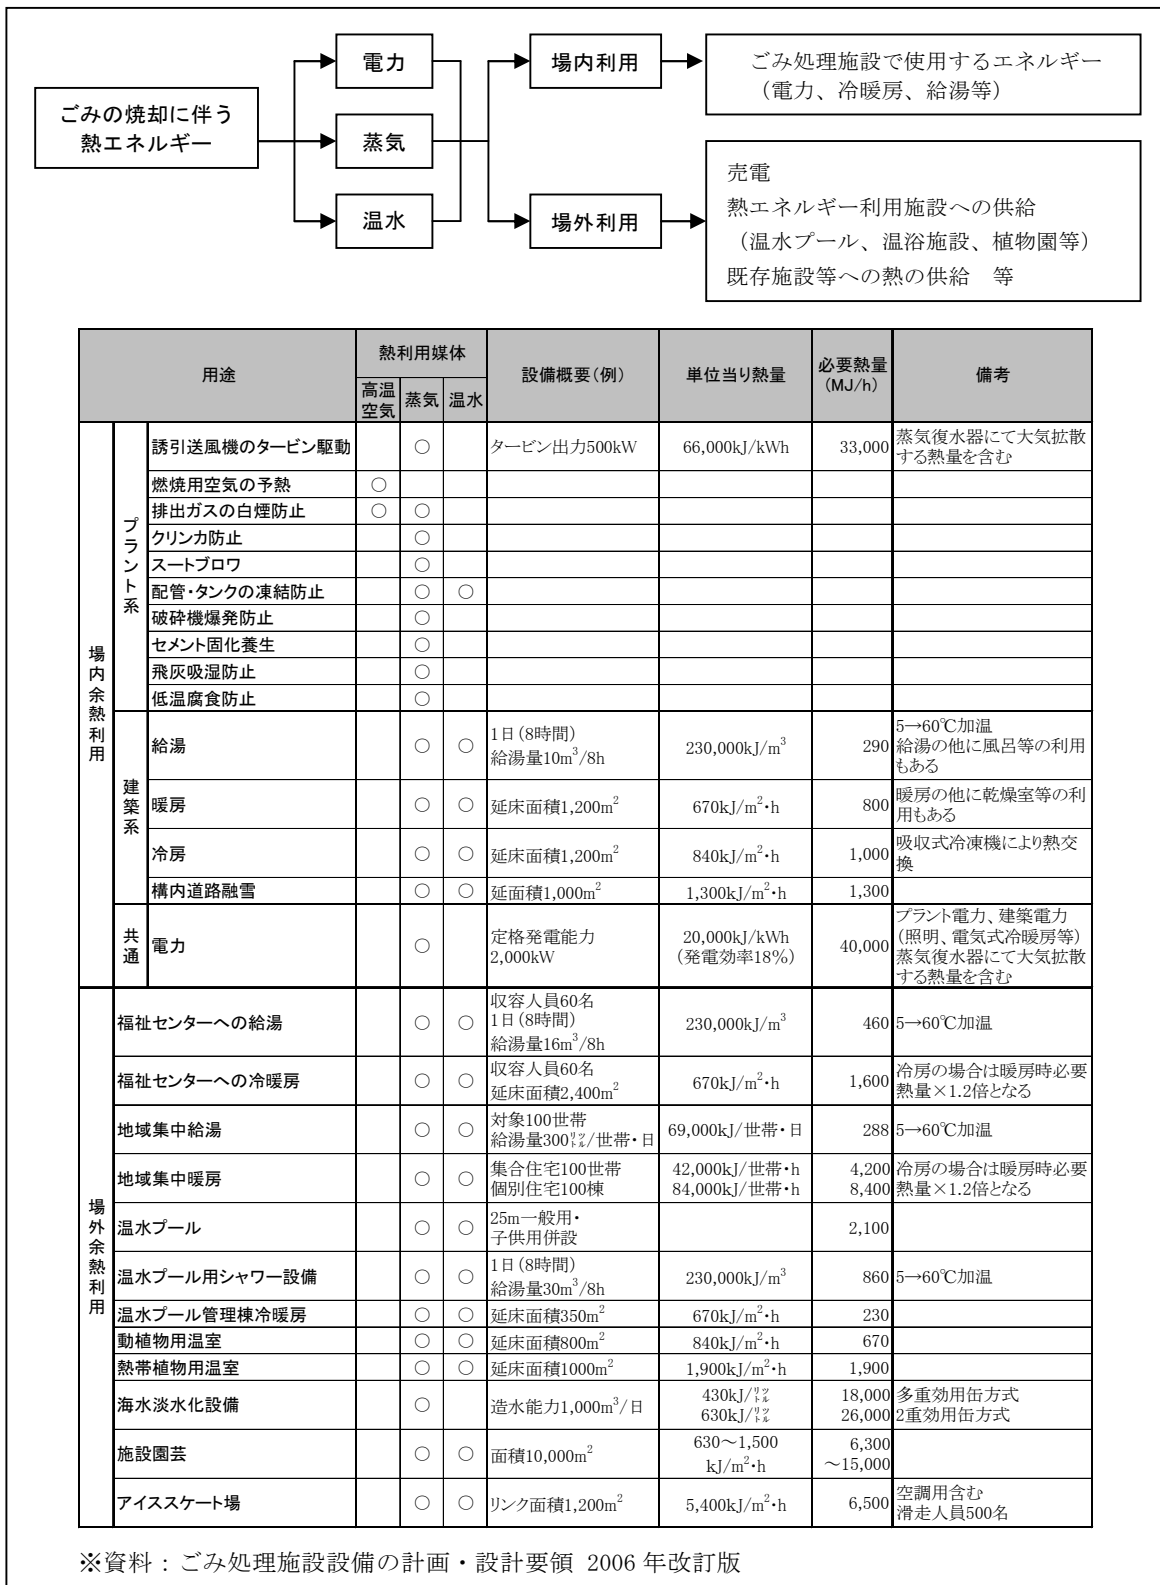 ごみの焼却に伴う
熱エネルギー
電力
蒸気
温水
場内利用
場外利用
ごみ処理施設で使用するエネルギー
（電力、冷暖房、給湯等）
売電
熱エネルギー利用施設への供給
（温水プール、温浴施設、植物園等）
既存施設等への熱の供給　等
用途 熱利用媒体 設備概要（例） 単位当り熱量 必要熱量(MJ/h) 備考
高温空気 蒸気 温水
場内余熱利用
プラント系
誘引送風機のタービン駆動 ○ タービン出力500kW 66,000kJ/kWh 33,000 蒸気復水器にて大気拡散する熱量を含む
燃焼用空気の予熱 ○
排出ガスの白煙防止 ○ ○
クリンカ防止 ○
スートブロワ ○
配管・タンクの凍結防止 ○ ○
破砕機爆発防止 ○
セメント固化養生 ○
飛灰吸湿防止 ○
低温腐食防止 ○
建築系
給湯 ○ ○ 1日（8時間）給湯量10m³/8h 230,000kJ/m³ 290 5→60℃加温 給湯の他に風呂等の利用もある
暖房 ○ ○ 延床面積1,200m² 670kJ/m²・h 800 暖房の他に乾燥室等の利用もある
冷房 ○ ○ 延床面積1,200m² 840kJ/m²・h 1,000 吸収式冷凍機により熱交換
構内道路融雪 ○ ○ 延面積1,000m² 1,300kJ/m²・h 1,300
共通
電力 ○ 定格発電能力2,000kW 20,000kJ/kWh（発電効率18％） 40,000 プラント電力、建築電力（照明、電気式冷暖房等）蒸気復水器にて大気拡散する熱量を含む
場外余熱利用
福祉センターへの給湯 ○ ○ 収容人員60名 1日（8時間）給湯量16m³/8h 230,000kJ/m³ 460 5→60℃加温
福祉センターへの冷暖房 ○ ○ 収容人員60名 延床面積2,400m² 670kJ/m²・h 1,600 冷房の場合は暖房時必要熱量×1.2倍となる
地域集中給湯 ○ ○ 対象100世帯 給湯量300リットル/世帯・日 69,000kJ/世帯・日 288 5→60℃加温
地域集中暖房 ○ ○ 集合住宅100世帯 個別住宅100棟 42,000kJ/世帯・h 84,000kJ/世帯・h 4,200 8,400 冷房の場合は暖房時必要熱量×1.2倍となる
温水プール ○ ○ 25m一般用・子供用併設 2,100
温水プール用シャワー設備 ○ ○ 1日（8時間）給湯量30m³/8h 230,000kJ/m³ 860 5→60℃加温
温水プール管理棟冷暖房 ○ ○ 延床面積350m² 670kJ/m²・h 230
動植物用温室 ○ ○ 延床面積800m² 840kJ/m²・h 670
熱帯植物用温室 ○ ○ 延床面積1000m² 1,900kJ/m²・h 1,900
海水淡水化設備 ○ 造水能力1,000m³/日 430kJ/リットル 630kJ/リットル 18,000 26,000 多重効用缶方式 2重効用缶方式
施設園芸 ○ ○ 面積10,000m² 630～1,500kJ/m²・h 6,300～15,000
アイススケート場 ○ ○ リンク面積1,200m² 5,400kJ/m²・h 6,500 空調用含む 滑走人員500名
※資料：ごみ処理施設設備の計画・設計要領 2006年改訂版